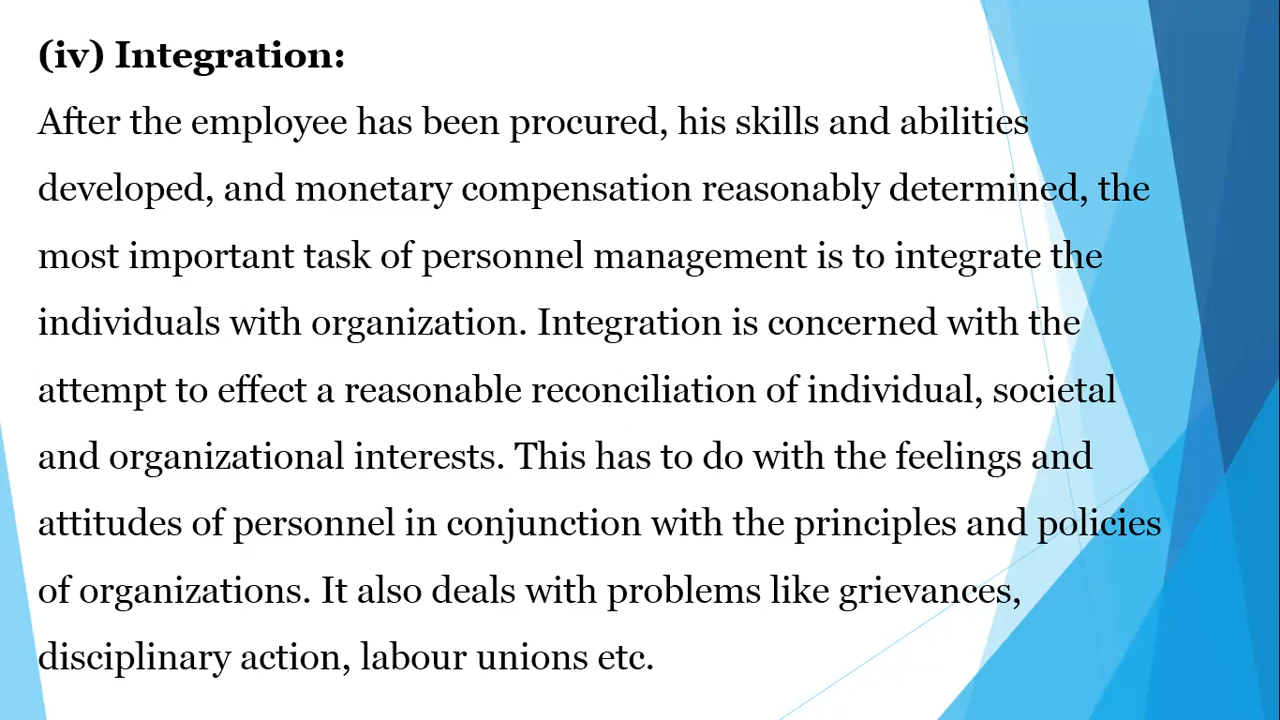 (iv) Integration:
After the employee has been procured, his skills and abilities
developed, and monetary compensation reasonably determined, the
most important task of personnel management is to integrate the
individuals with organization. Integration is concerned with the
attempt to effect a reasonable reconciliation of individual, societal
and organizational interests. This has to do with the feelings and
attitudes of personnel in conjunction with the principles and policies
of organizations. It also deals with problems like grievances,
disciplinary action, labour unions etc.